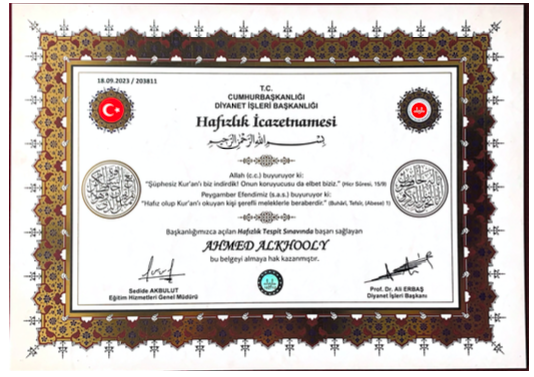 18.09.2023 / 203811
T.C.
CUMHURBAŞKANLIĞI
DİYANET İŞLERİ BAŞKANLIĞI
Hafızlık İcazetnamesi
بسم الله الرحمن الرحيم
Allah (c.c.) buyuruyor ki:
"Şüphesiz Kur'an'ı biz indirdik! Onun koruyucusu da elbet biziz." (Hicr Sûresi, 15/9)
Peygamber Efendimiz (s.a.s.) buyuruyor ki:
"Hafız olup Kur'an'ı okuyan kişi şerefli meleklerle beraberdir." (Buhârî, Tefsîr, (Abese) 1)
Başkanlığımızca açılan Hafızlık Tespit Sınavında başarı sağlayan
AHMED ALKHOOLY
bu belgeyi almaya hak kazanmıştır.
Sedide AKBULUT
Eğitim Hizmetleri Genel Müdürü
Prof. Dr. Ali ERBAŞ
Diyanet İşleri Başkanı